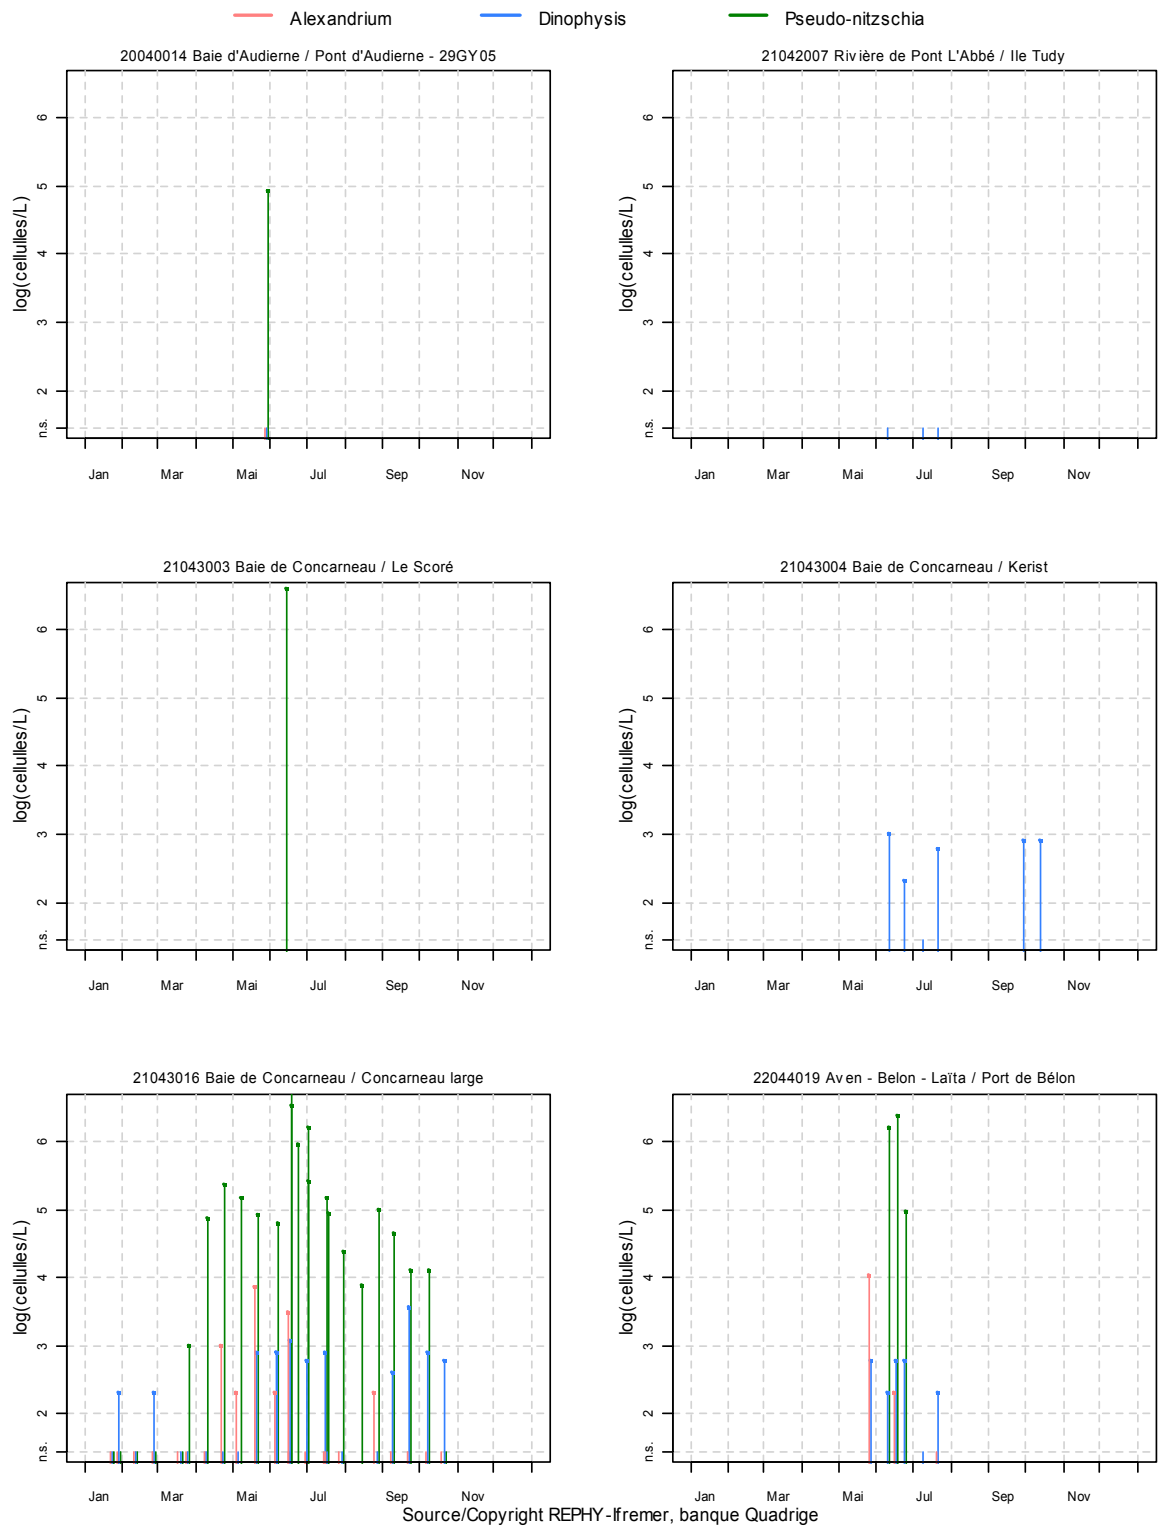 Alexandrium Dinophysis Pseudo-nitzschia
20040014 Baie d'Audierne / Pont d'Audierne - 29GY05
log(cellulles/L)
6
5
4
3
2
n.s.
Jan Mar Mai Jul Sep Nov
21042007 Rivière de Pont L'Abbé / Ile Tudy
log(cellulles/L)
6
5
4
3
2
n.s.
Jan Mar Mai Jul Sep Nov
21043003 Baie de Concarneau / Le Scoré
log(cellulles/L)
6
5
4
3
2
n.s.
Jan Mar Mai Jul Sep Nov
21043004 Baie de Concarneau / Kerist
log(cellulles/L)
6
5
4
3
2
n.s.
Jan Mar Mai Jul Sep Nov
21043016 Baie de Concarneau / Concarneau large
log(cellulles/L)
6
5
4
3
2
n.s.
Jan Mar Mai Jul Sep Nov
22044019 Aven - Belon - Laïta / Port de Bélon
log(cellulles/L)
6
5
4
3
2
n.s.
Jan Mar Mai Jul Sep Nov
Source/Copyright REPHY-Ifremer, banque Quadrige